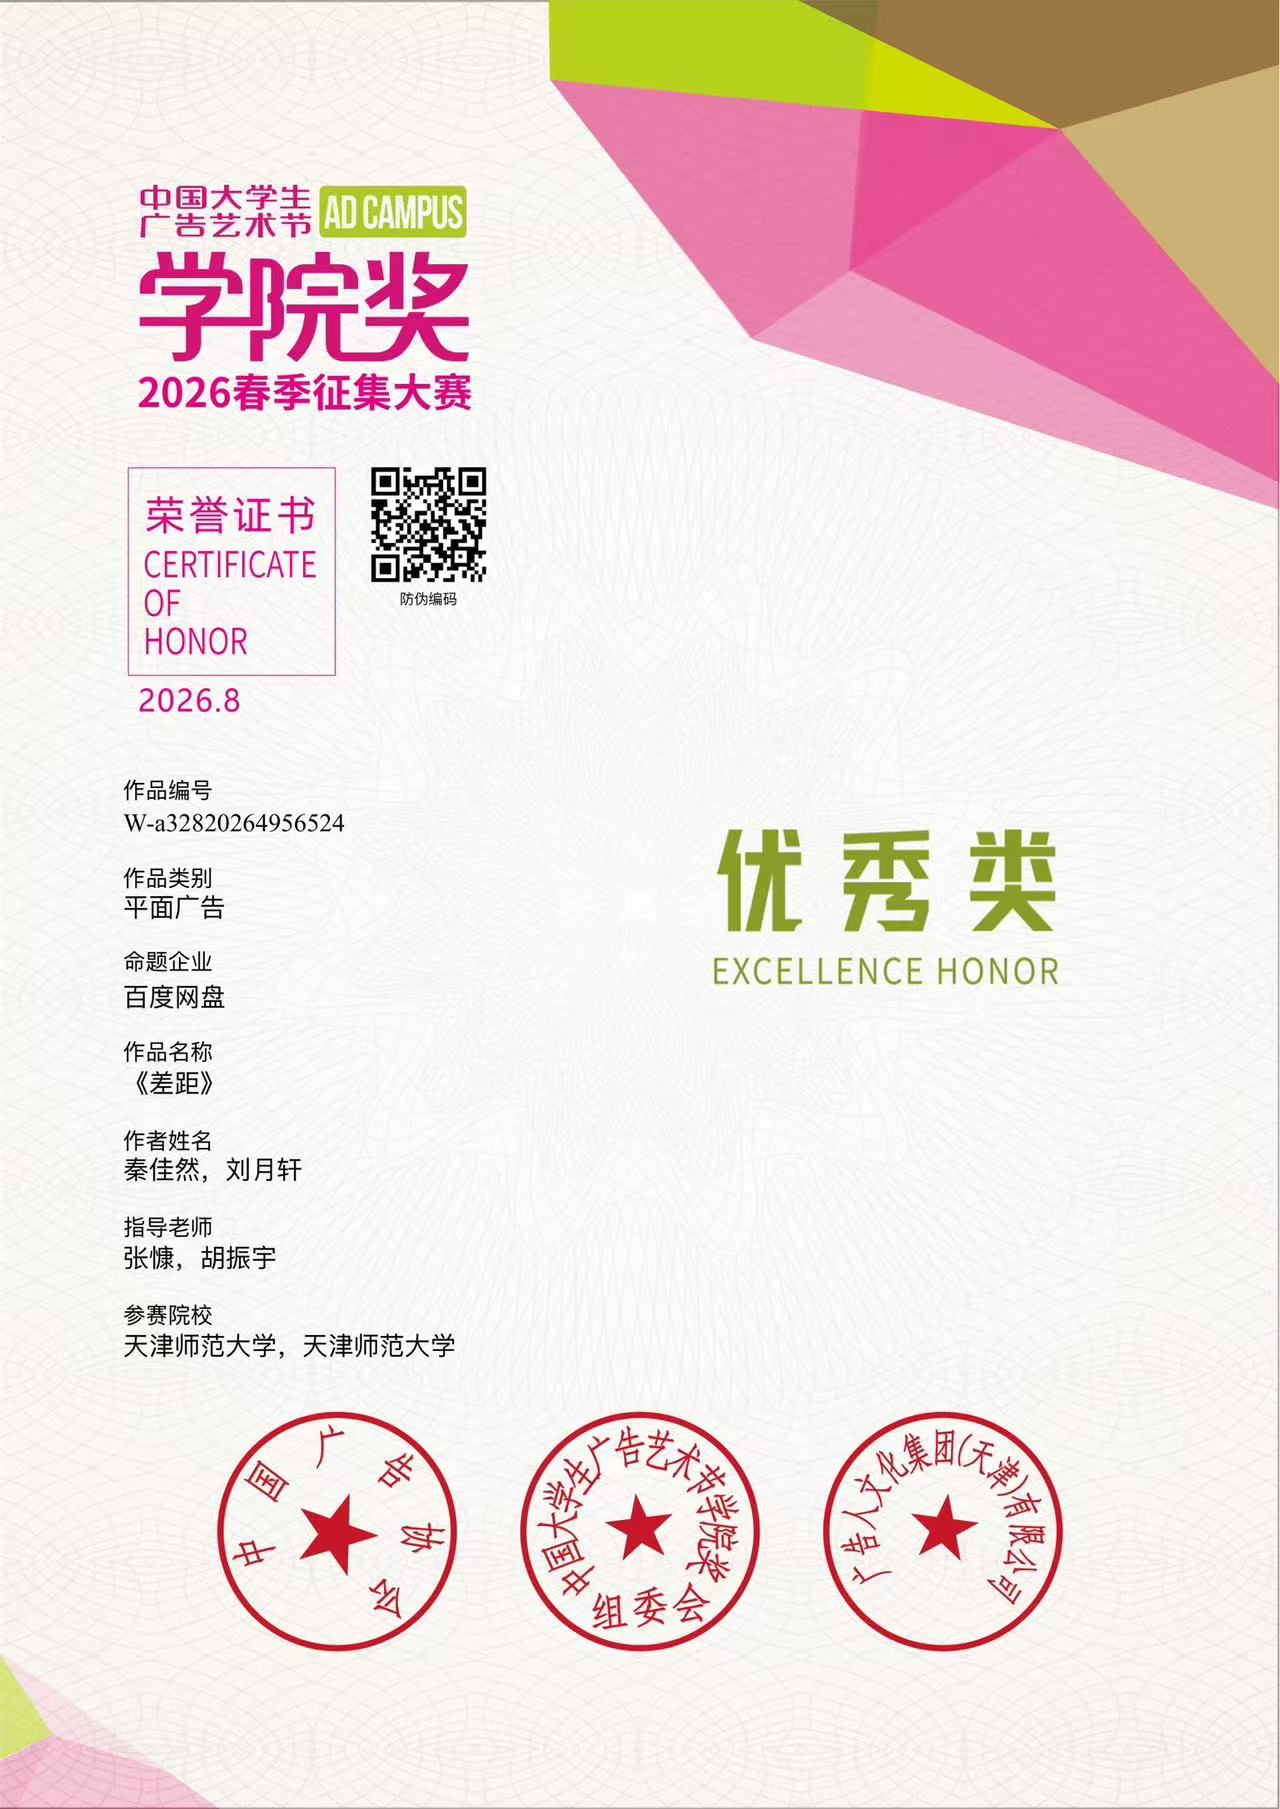 中国大学生
广告艺术节
AD CAMPUS
学院奖
2026春季征集大赛
荣誉证书
CERTIFICATE
OF
HONOR
防伪编码
2026.8
作品编号
W-a32820264956524
作品类别
平面广告
命题企业
百度网盘
作品名称
《差距》
作者姓名
秦佳然，刘月轩
指导老师
张慷，胡振宇
参赛院校
天津师范大学，天津师范大学
优秀类
EXCELLENCE HONOR
中国广告协会
中国大学生广告艺术节学院奖
组委会
广告人文化集团(天津)有限公司